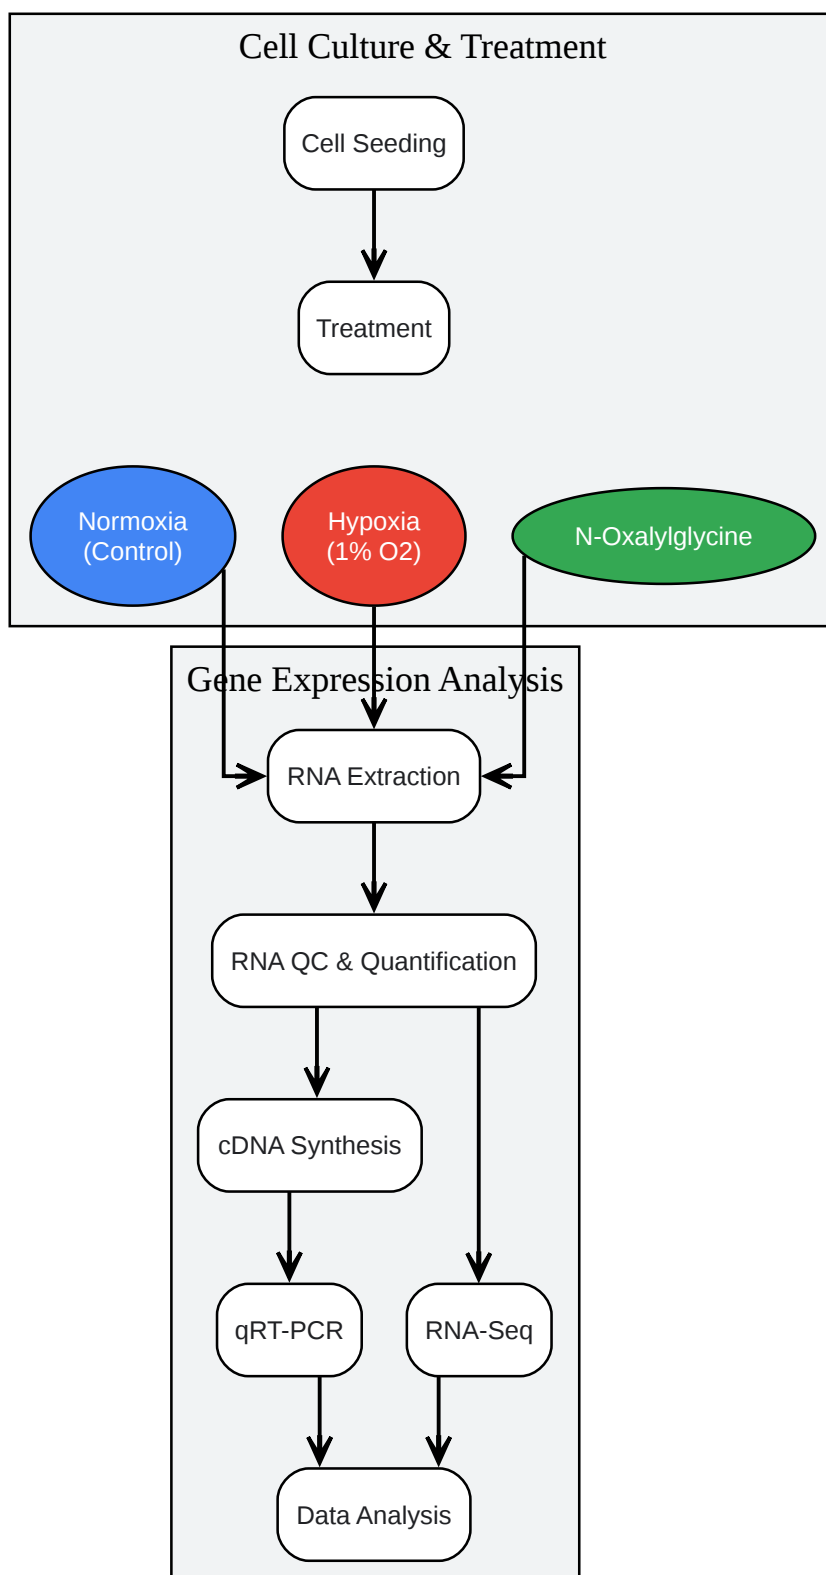 Cell Culture & Treatment
Cell Seeding
Treatment
Normoxia
(Control)
Hypoxia
(1% O2)
N-Oxalylglycine
Gene Expression Analysis
RNA Extraction
RNA QC & Quantification
cDNA Synthesis
qRT-PCR
RNA-Seq
Data Analysis